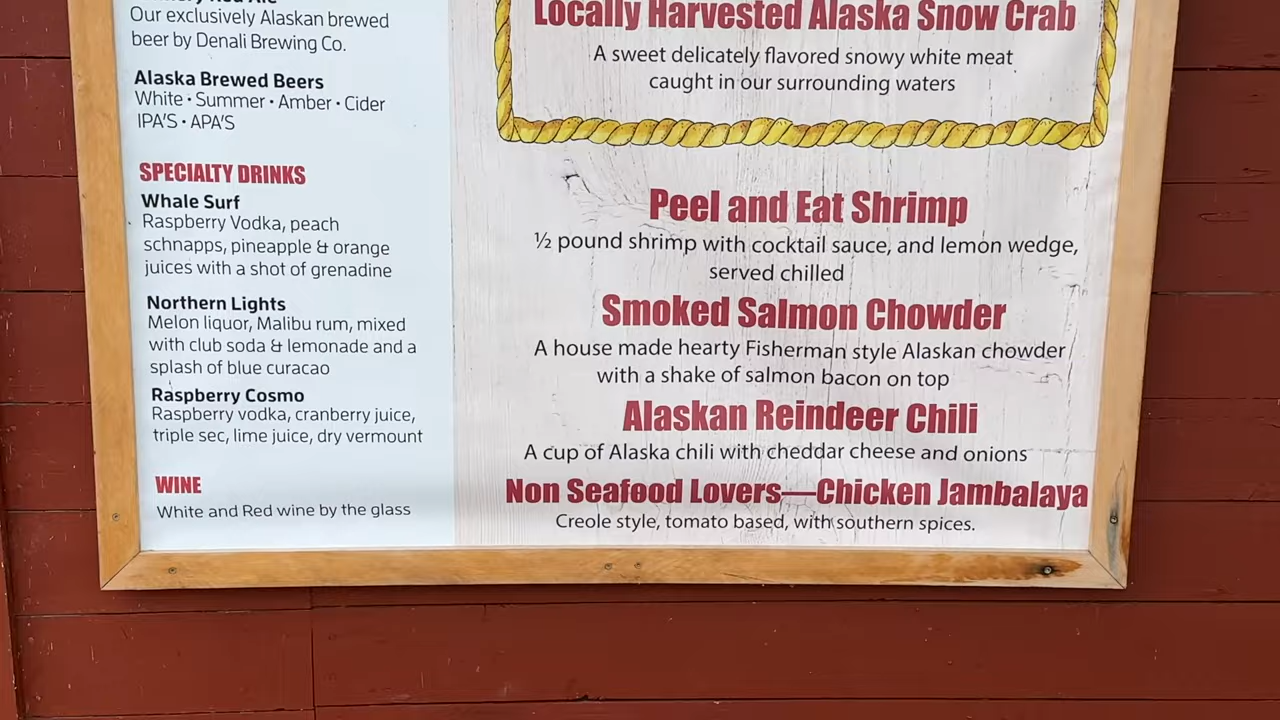 Our exclusively Alaskan brewed
beer by Denali Brewing Co.
Alaska Brewed Beers
White • Summer • Amber • Cider
IPA'S • APA'S
SPECIALTY DRINKS
Whale Surf
Raspberry Vodka, peach
schnapps, pineapple & orange
juices with a shot of grenadine
Northern Lights
Melon liquor, Malibu rum, mixed
with club soda & lemonade and a
splash of blue curacao
Raspberry Cosmo
Raspberry vodka, cranberry juice,
triple sec, lime juice, dry vermount
WINE
White and Red wine by the glass
Locally Harvested Alaska Snow Crab
A sweet delicately flavored snowy white meat
caught in our surrounding waters
Peel and Eat Shrimp
½ pound shrimp with cocktail sauce, and lemon wedge,
served chilled
Smoked Salmon Chowder
A house made hearty Fisherman style Alaskan chowder
with a shake of salmon bacon on top
Alaskan Reindeer Chili
A cup of Alaska chili with cheddar cheese and onions
Non Seafood Lovers—Chicken Jambalaya
Creole style, tomato based, with southern spices.